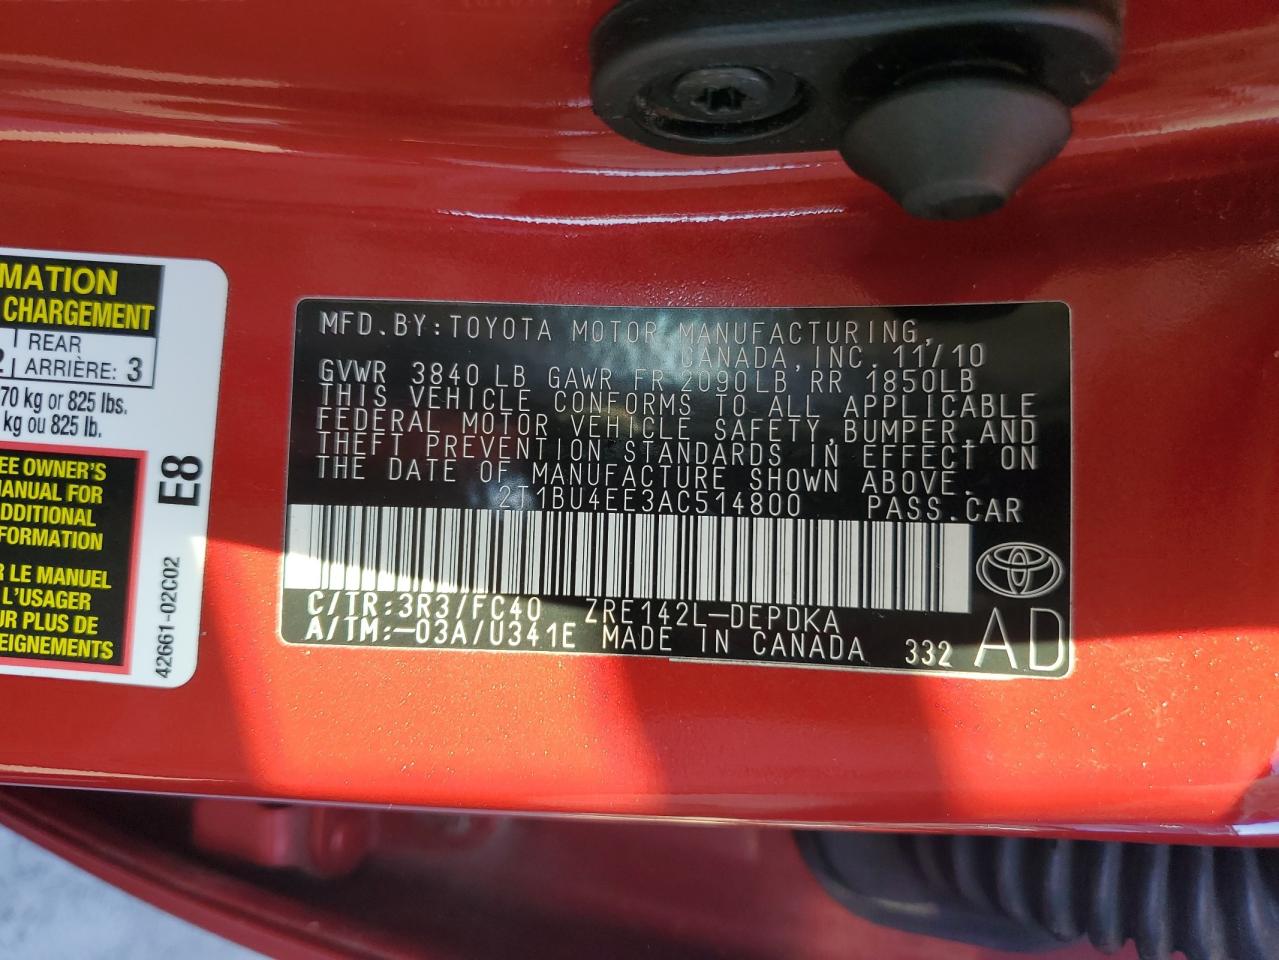 MATION
CHARGEMENT
REAR
ARRIÈRE: 3
70 kg or 825 lbs.
kg ou 825 lb.
EE OWNER'S
MANUAL FOR
ADDITIONAL
FORMATION
R LE MANUEL
L'USAGER
UR PLUS DE
EIGNEMENTS
E8
42661-02C02
MFD.BY:TOYOTA MOTOR MANUFACTURING,
CANADA,INC.11/10
GVWR 3840 LB GAWR FR 2090LB RR 1850LB
THIS VEHICLE CONFORMS TO ALL APPLICABLE
FEDERAL MOTOR VEHICLE SAFETY,BUMPER,AND
THEFT PREVENTION STANDARDS IN EFFECT ON
THE DATE OF MANUFACTURE SHOWN ABOVE.
2T1BU4EE3AC514800 PASS.CAR
C/TR:3R3/FC40 ZRE142L-DEPDKA
A/TM:-03A/U341E MADE IN CANADA 332 AD